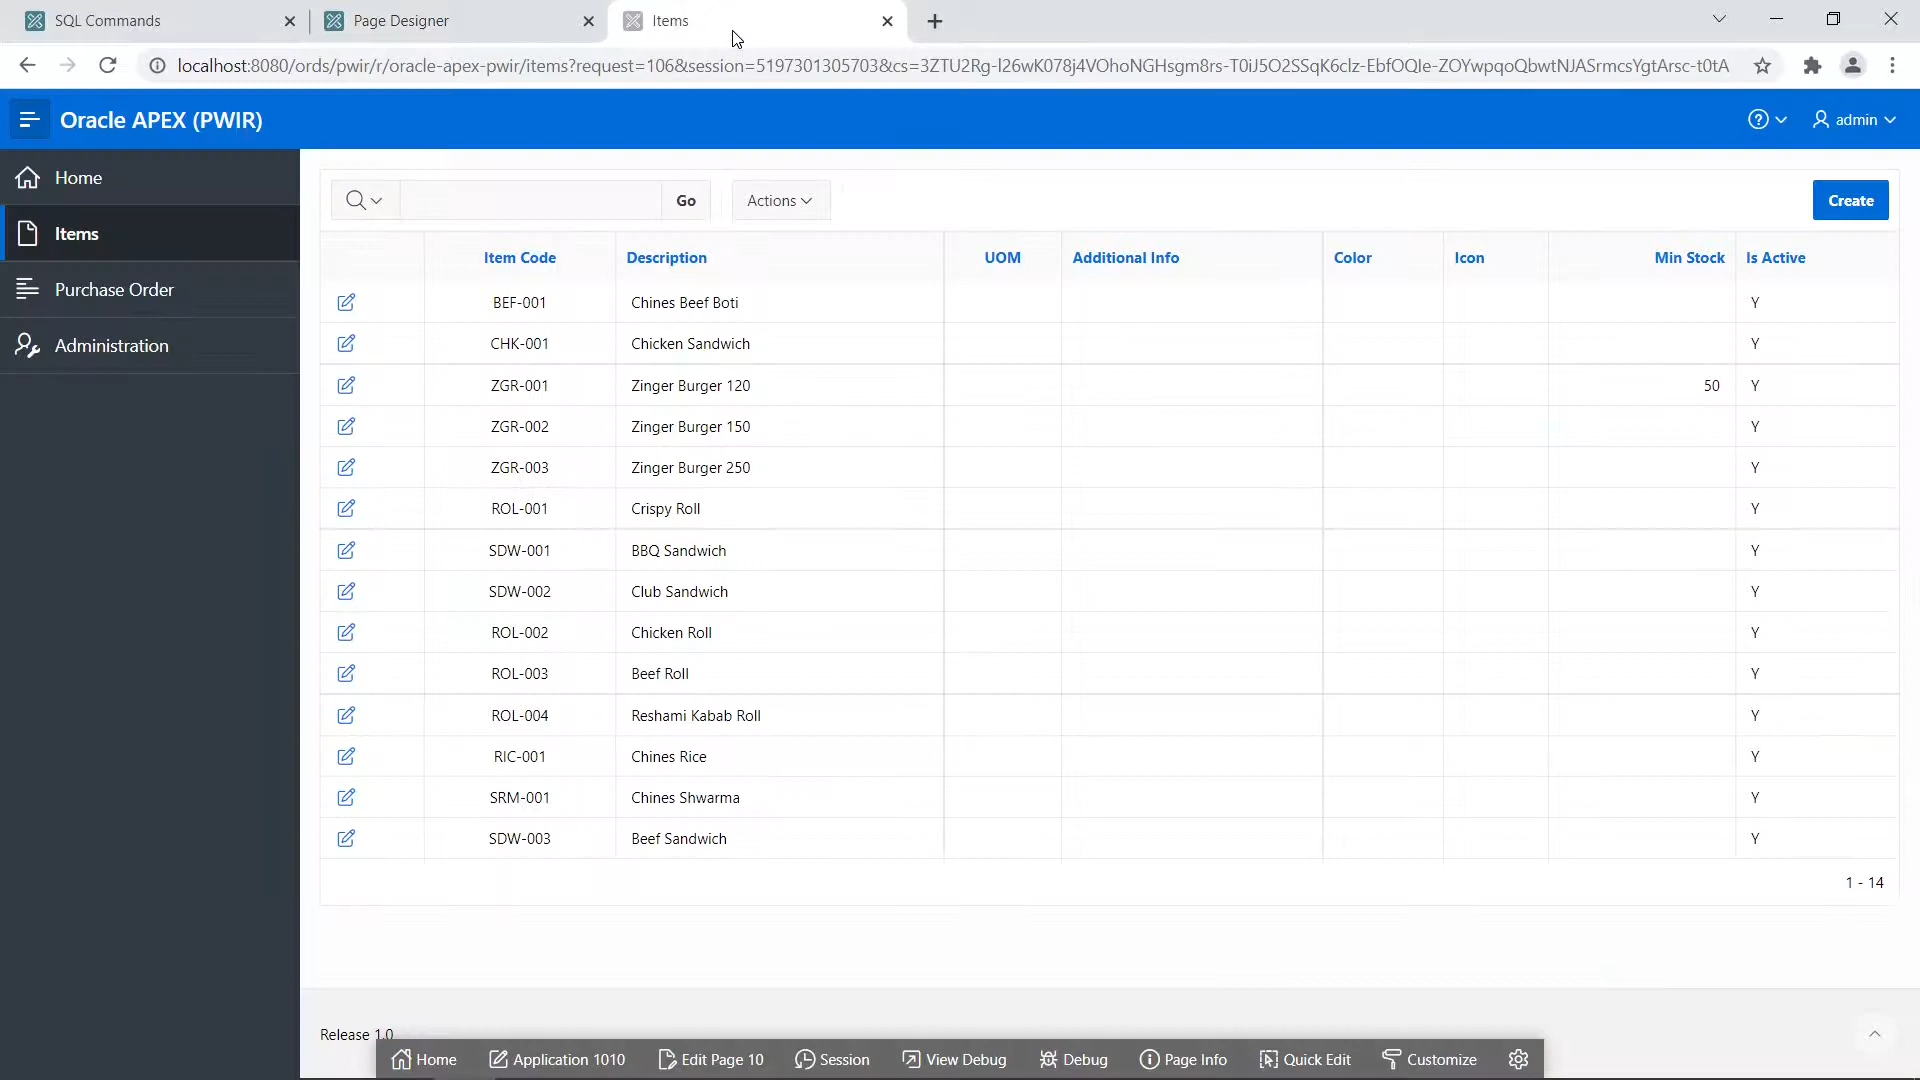 SQL Commands
Page Designer
Items
localhost:8080/ords/pwir/r/oracle-apex-pwir/items?request=106&session=5197301305703&cs=3ZTU2Rg-l26wK078j4VOhoNGHsgm8rs-T0iJ5O2SSqK6clz-EbfOQle-ZOYwpqoQbwtNJASrmcsYgtArsc-t0tA
Oracle APEX (PWIR)
admin
Home
Items
Purchase Order
Administration
Go
Actions
Create
Item Code Description UOM Additional Info Color Icon Min Stock Is Active
BEF-001 Chines Beef Boti Y
CHK-001 Chicken Sandwich Y
ZGR-001 Zinger Burger 120 50 Y
ZGR-002 Zinger Burger 150 Y
ZGR-003 Zinger Burger 250 Y
ROL-001 Crispy Roll Y
SDW-001 BBQ Sandwich Y
SDW-002 Club Sandwich Y
ROL-002 Chicken Roll Y
ROL-003 Beef Roll Y
ROL-004 Reshami Kabab Roll Y
RIC-001 Chines Rice Y
SRM-001 Chines Shwarma Y
SDW-003 Beef Sandwich Y
1 - 14
Release 1.0
Home Application 1010 Edit Page 10 Session View Debug Debug Page Info Quick Edit Customize